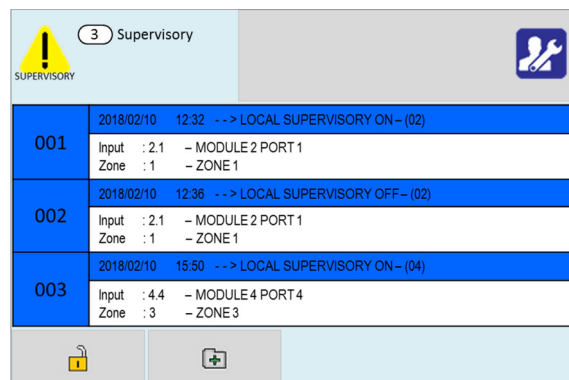 3 Supervisory
SUPERVISORY
001
2018/02/10 12:32 - - > LOCAL SUPERVISORY ON – (02)
Input : 2.1 – MODULE 2 PORT 1
Zone : 1 – ZONE 1
002
2018/02/10 12:36 - - > LOCAL SUPERVISORY OFF – (02)
Input : 2.1 – MODULE 2 PORT 1
Zone : 1 – ZONE 1
003
2018/02/10 15:50 - - > LOCAL SUPERVISORY ON – (04)
Input : 4.4 – MODULE 4 PORT 4
Zone : 3 – ZONE 3